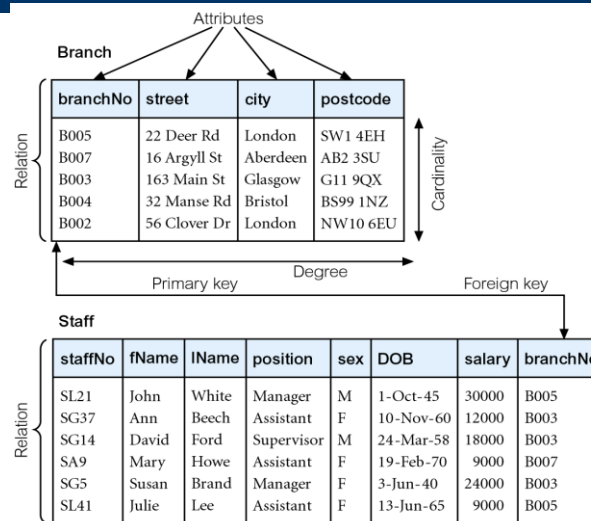 Attributes
Branch
branchNo street city postcode
B005 22 Deer Rd London SW1 4EH
B007 16 Argyll St Aberdeen AB2 3SU
B003 163 Main St Glasgow G11 9QX
B004 32 Manse Rd Bristol BS99 1NZ
B002 56 Clover Dr London NW10 6EU
Relation
Cardinality
Degree
Primary key
Foreign key
Staff
staffNo fName lName position sex DOB salary branchNo
SL21 John White Manager M 1-Oct-45 30000 B005
SG37 Ann Beech Assistant F 10-Nov-60 12000 B003
SG14 David Ford Supervisor M 24-Mar-58 18000 B003
SA9 Mary Howe Assistant F 19-Feb-70 9000 B007
SG5 Susan Brand Manager F 3-Jun-40 24000 B003
SL41 Julie Lee Assistant F 13-Jun-65 9000 B005
Relation